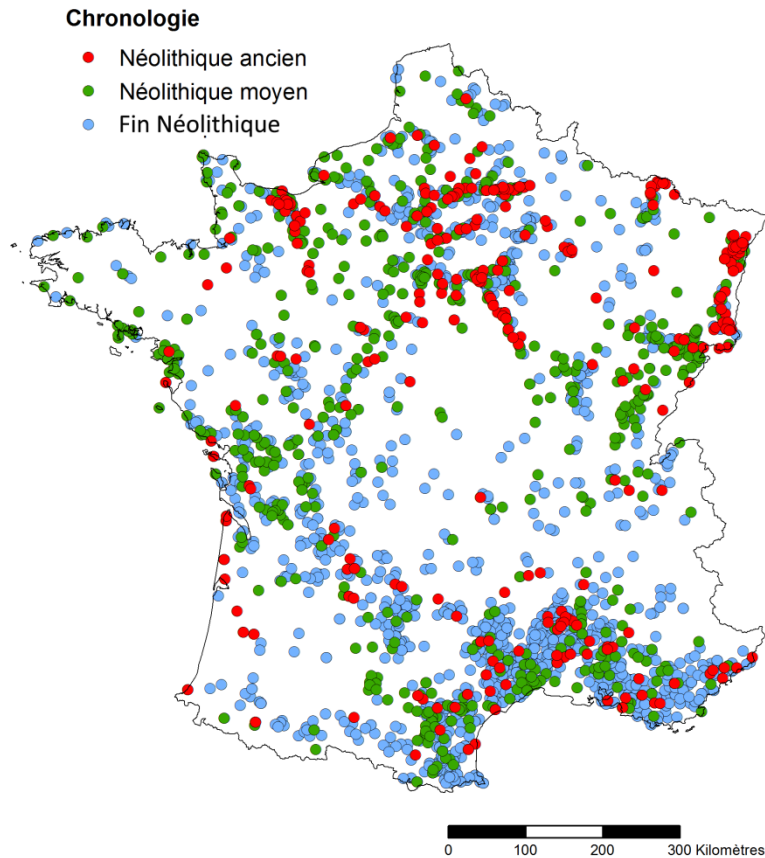 Chronologie
Néolithique ancien
Néolithique moyen
Fin Néolithique
0 100 200 300 Kilomètres